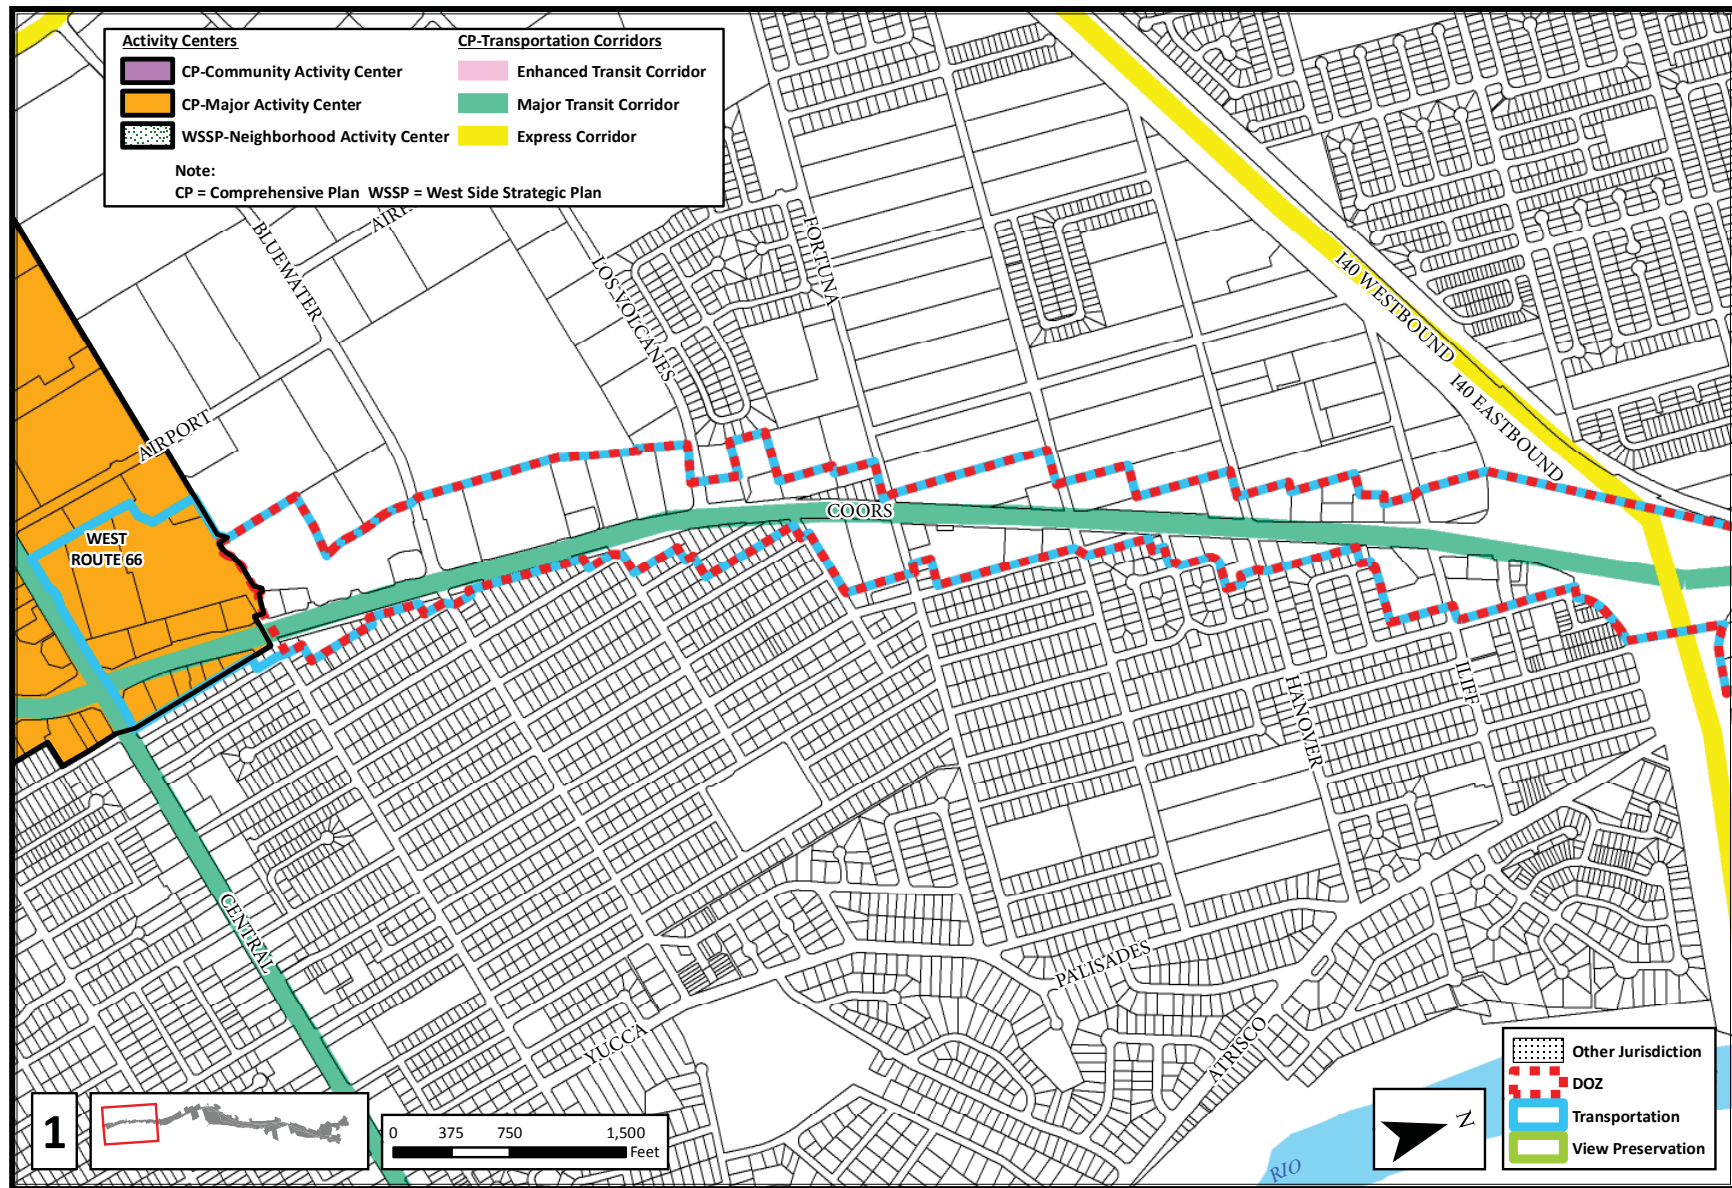 Activity Centers
CP-Community Activity Center
CP-Major Activity Center
WSSP-Neighborhood Activity Center
CP-Transportation Corridors
Enhanced Transit Corridor
Major Transit Corridor
Express Corridor
Note:
CP = Comprehensive Plan WSSP = West Side Strategic Plan
BLUEWATER
LOS VOLCANES
FORTUNA
I40 WESTBOUND
I40 EASTBOUND
AIRPORT
WEST
ROUTE 66
COORS
HANOVER
ILIFF
CENTRAL
YUCCA
PALISADES
ATRISCO
RIO
1
0 375 750 1,500
Feet
N
Other Jurisdiction
DOZ
Transportation
View Preservation